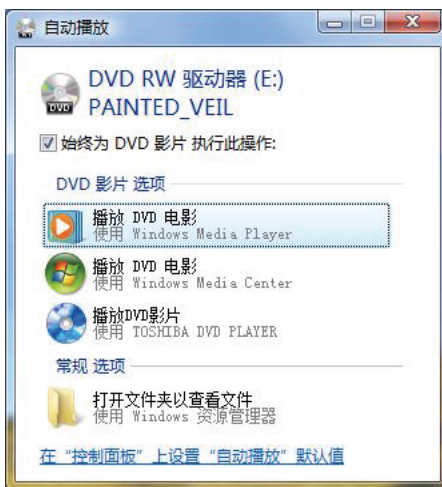 自动播放
DVD RW 驱动器 (E:)
PAINTED_VEIL
始终为 DVD 影片 执行此操作:
DVD 影片 选项
播放 DVD 电影
使用 Windows Media Player
播放 DVD 电影
使用 Windows Media Center
播放DVD影片
使用 TOSHIBA DVD PLAYER
常规 选项
打开文件夹以查看文件
使用 Windows 资源管理器
在 "控制面板" 上设置 "自动播放" 默认值